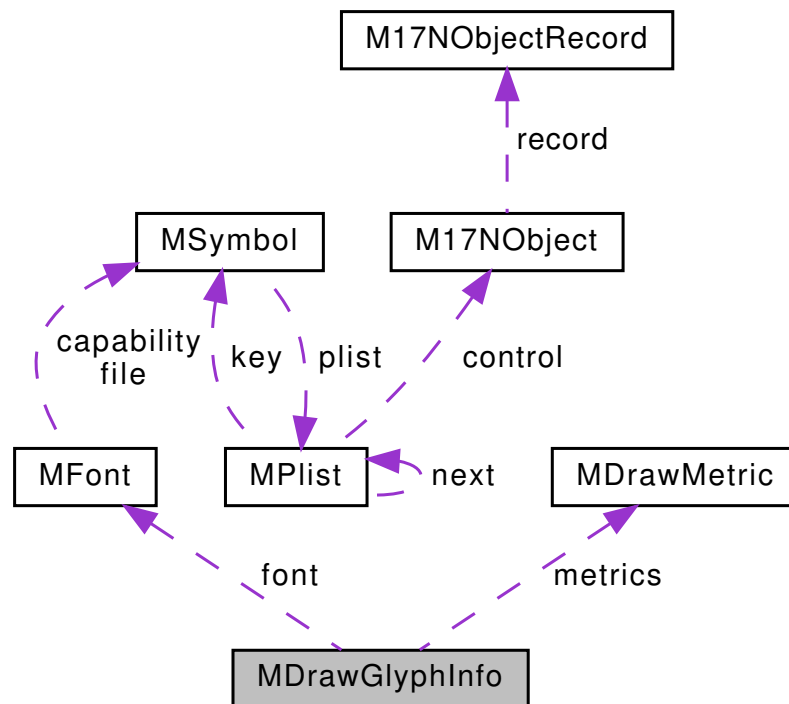 M17NObjectRecord
record
MSymbol
M17NObject
capability
file
key
plist
control
MFont
MPlist
next
MDrawMetric
font
metrics
MDrawGlyphInfo